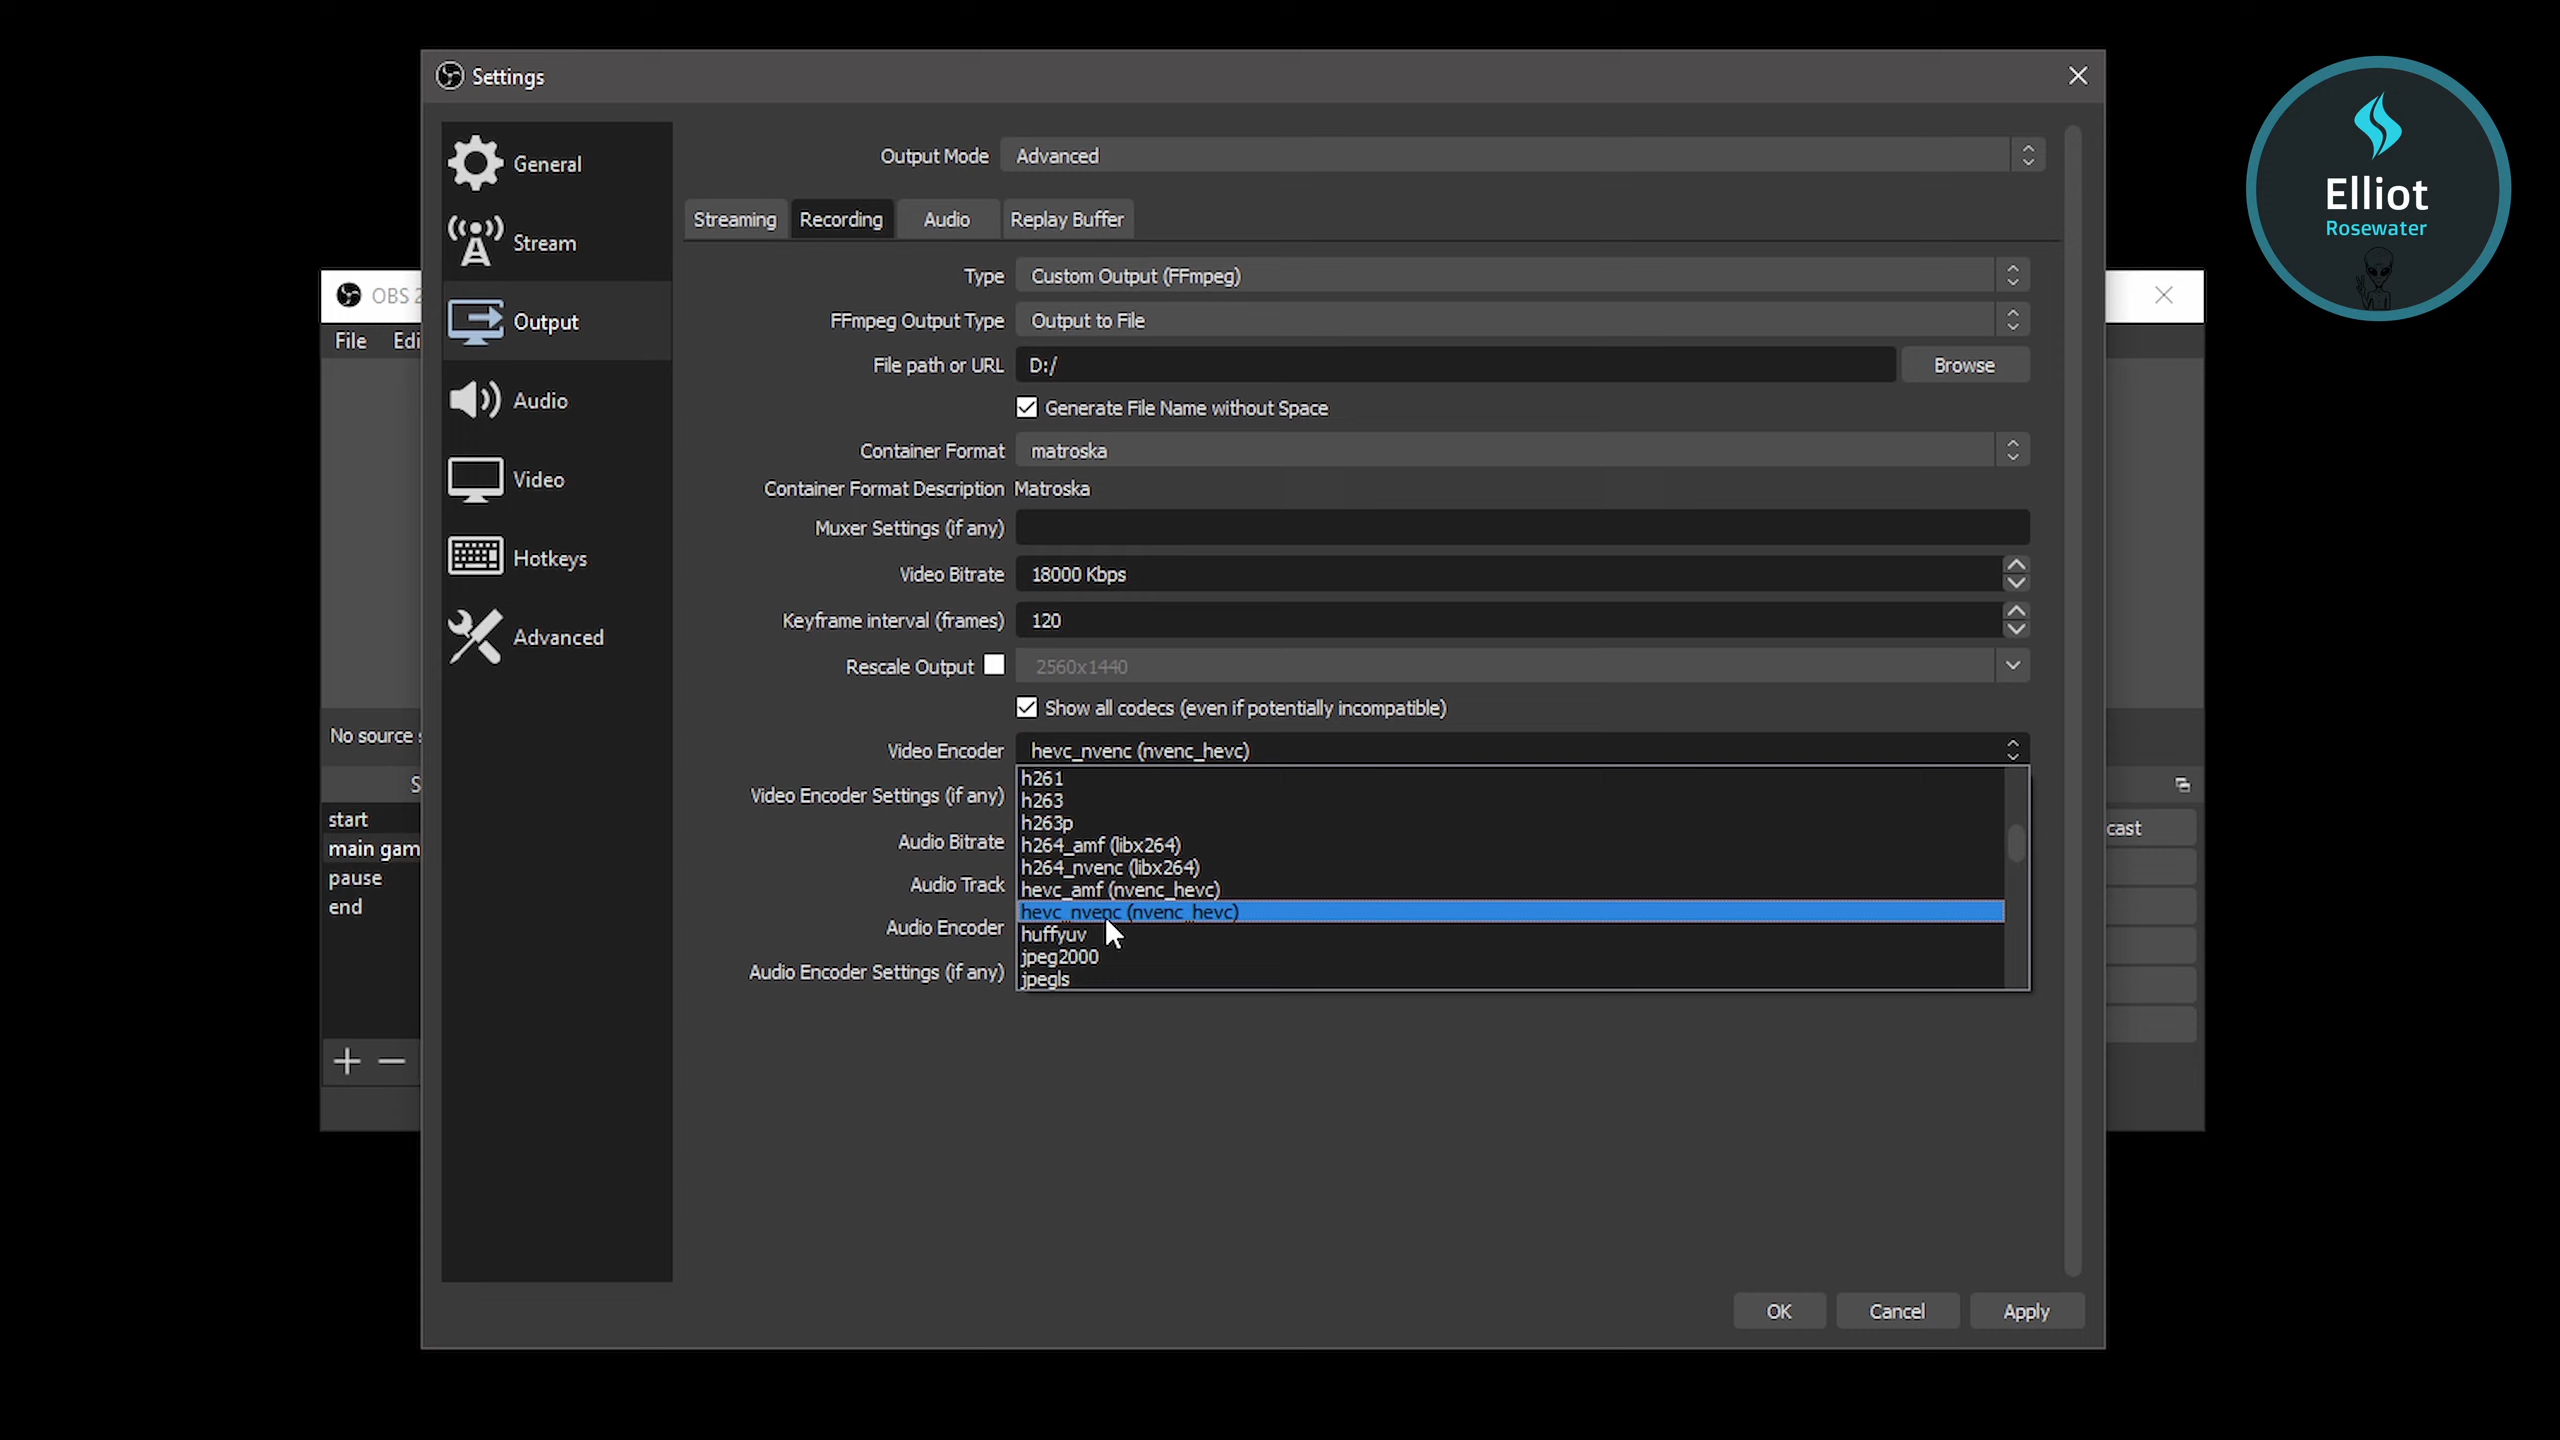 Settings
General
Stream
Output
Audio
Video
Hotkeys
Advanced
Output Mode Advanced
Streaming Recording Audio Replay Buffer
Type Custom Output (FFmpeg)
FFmpeg Output Type Output to File
File path or URL D:/ Browse
Generate File Name without Space
Container Format matroska
Container Format Description Matroska
Muxer Settings (if any)
Video Bitrate 18000 Kbps
Keyframe interval (frames) 120
Rescale Output 2560x1440
Show all codecs (even if potentially incompatible)
Video Encoder hevc_nvenc (nvenc_hevc)
Video Encoder Settings (if any)
Audio Bitrate
Audio Track
Audio Encoder
Audio Encoder Settings (if any)
h261
h263
h263p
h264_amf (libx264)
h264_nvenc (libx264)
hevc_amf (nvenc_hevc)
hevc_nvenc (nvenc_hevc)
huffyuv
jpeg2000
jpegls
OK Cancel Apply
OBS 2
File Edi
No source s
S
start
main gam
pause
end
cast
Elliot
Rosewater